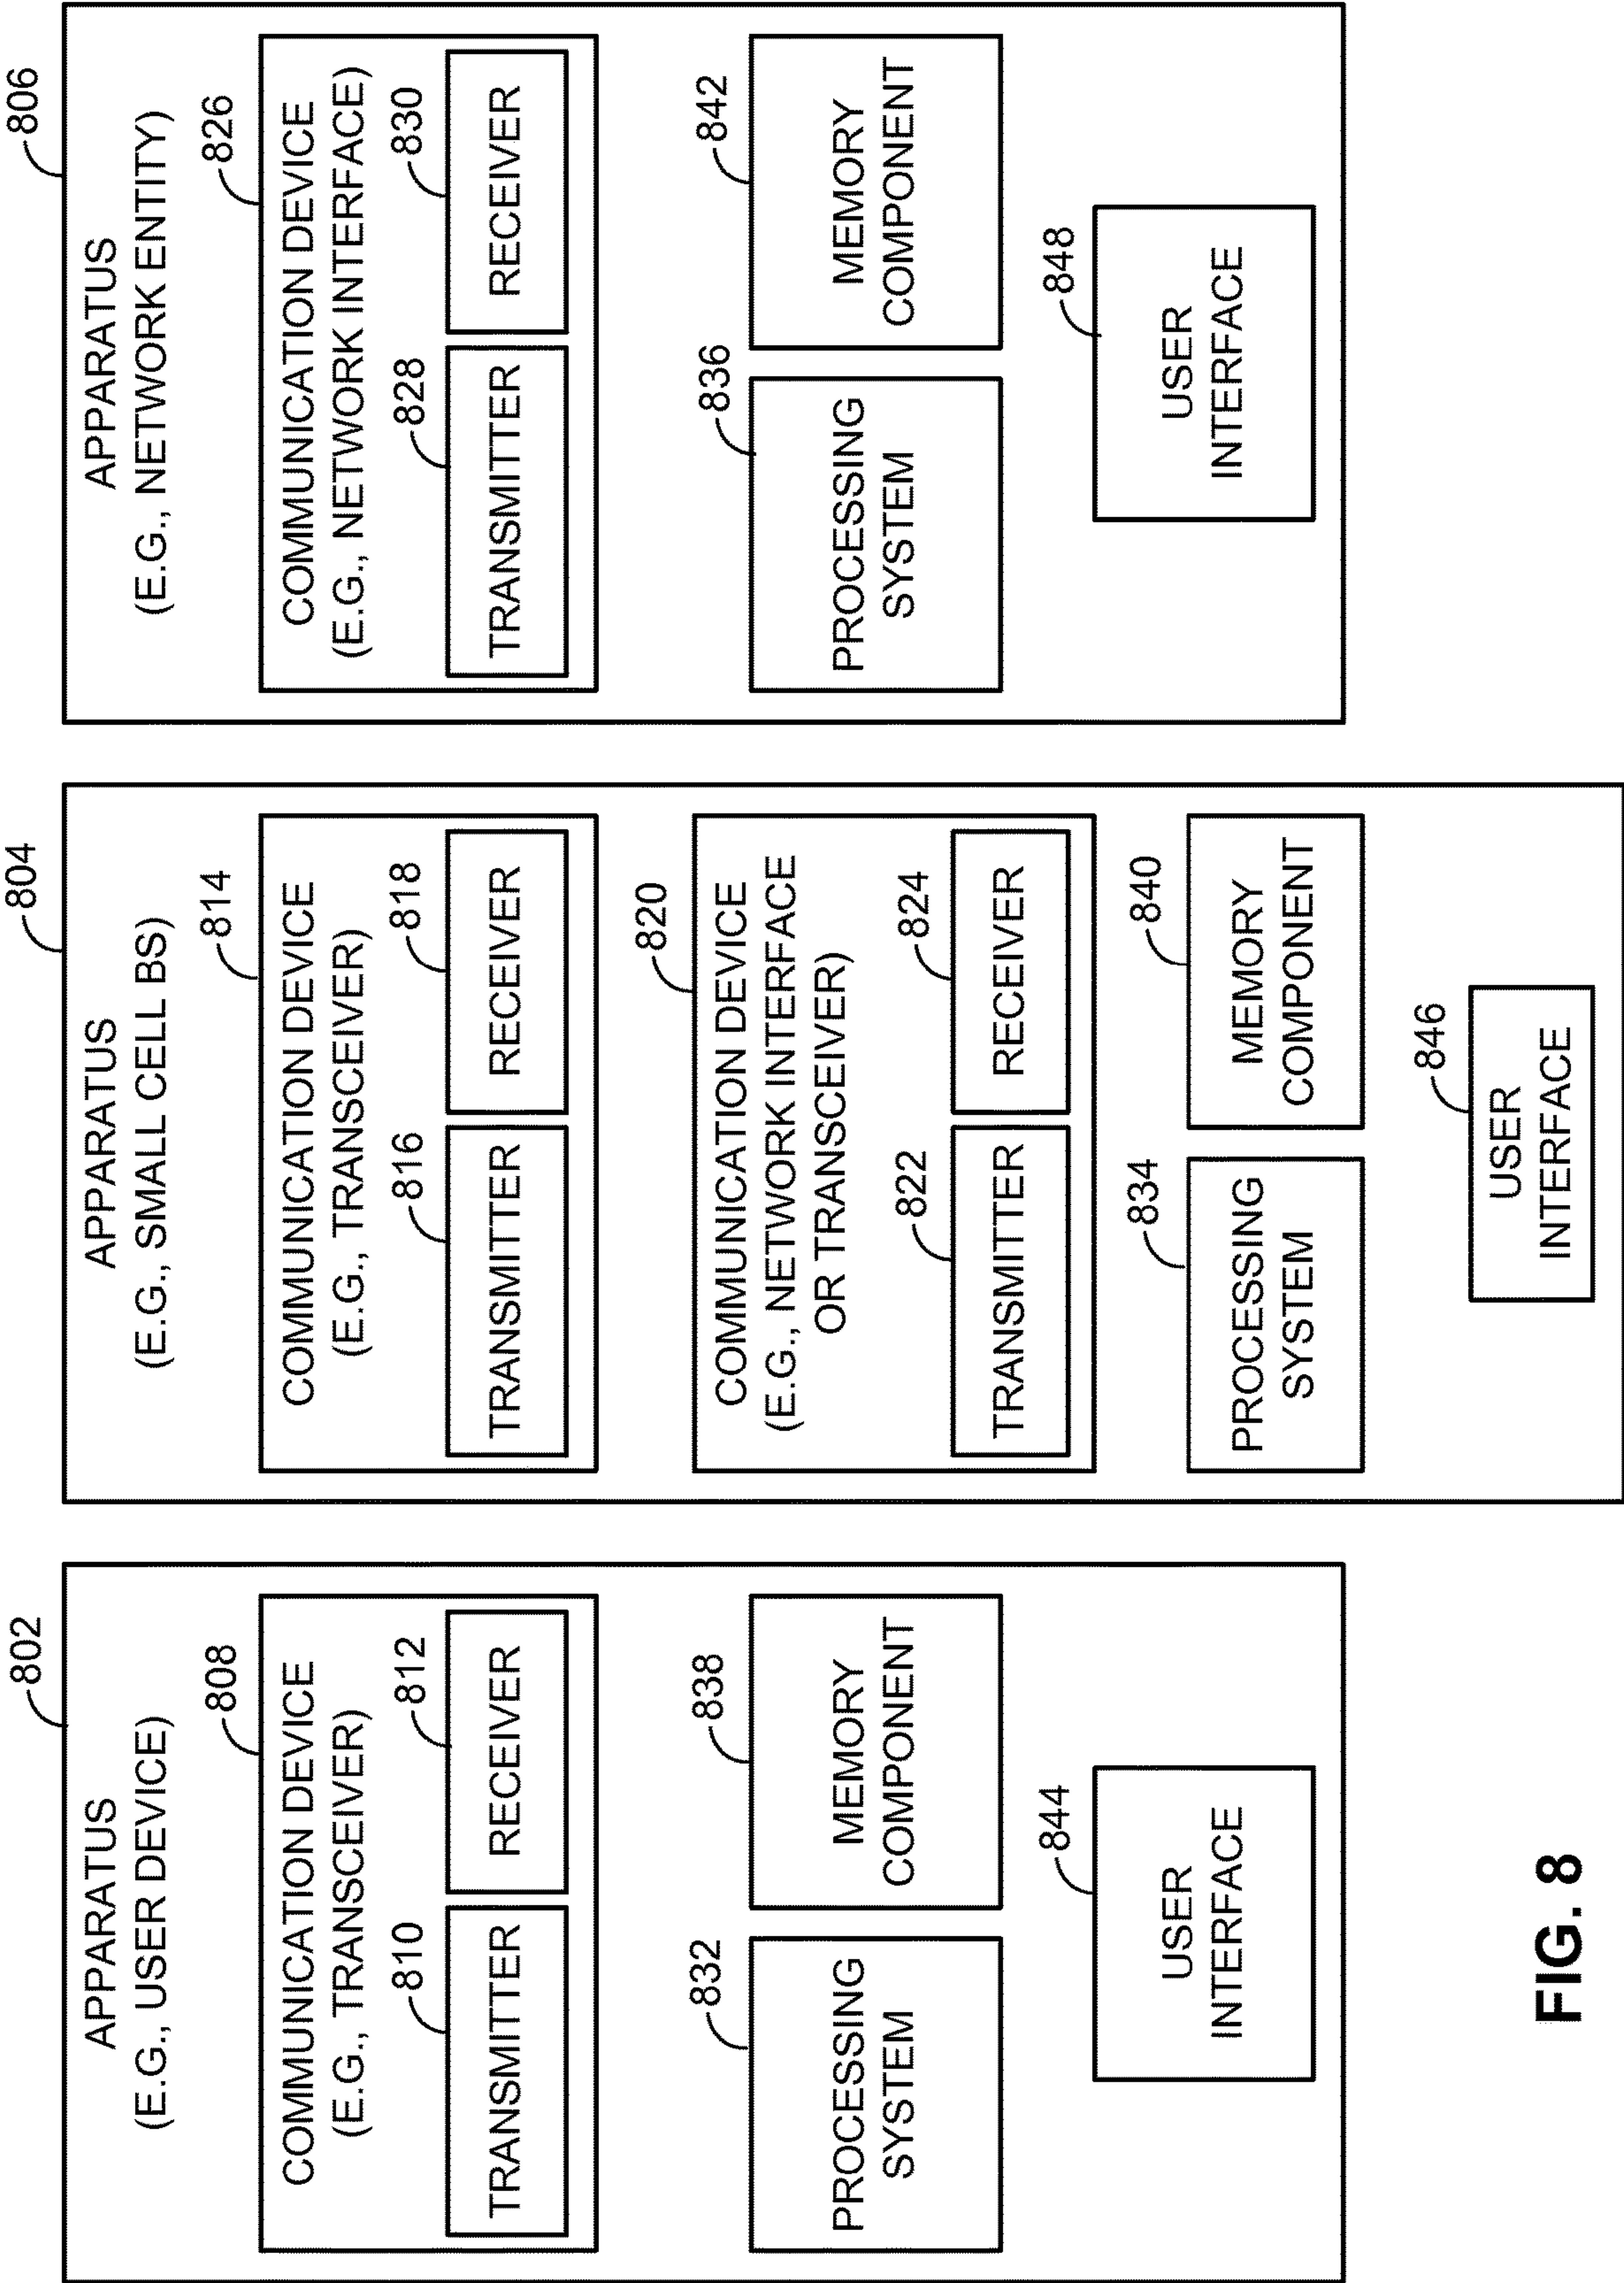 802
APPARATUS
(E.G., USER DEVICE)
808
COMMUNICATION DEVICE
(E.G., TRANSCEIVER)
810
812
TRANSMITTER
RECEIVER
832
838
PROCESSING
SYSTEM
MEMORY
COMPONENT
844
USER
INTERFACE
804
APPARATUS
(E.G., SMALL CELL BS)
814
COMMUNICATION DEVICE
(E.G., TRANSCEIVER)
816
818
TRANSMITTER
RECEIVER
820
COMMUNICATION DEVICE
(E.G., NETWORK INTERFACE
OR TRANSCEIVER)
822
824
TRANSMITTER
RECEIVER
834
840
PROCESSING
SYSTEM
MEMORY
COMPONENT
846
USER
INTERFACE
806
APPARATUS
(E.G., NETWORK ENTITY)
826
COMMUNICATION DEVICE
(E.G., NETWORK INTERFACE)
828
830
TRANSMITTER
RECEIVER
836
842
PROCESSING
SYSTEM
MEMORY
COMPONENT
848
USER
INTERFACE
FIG. 8